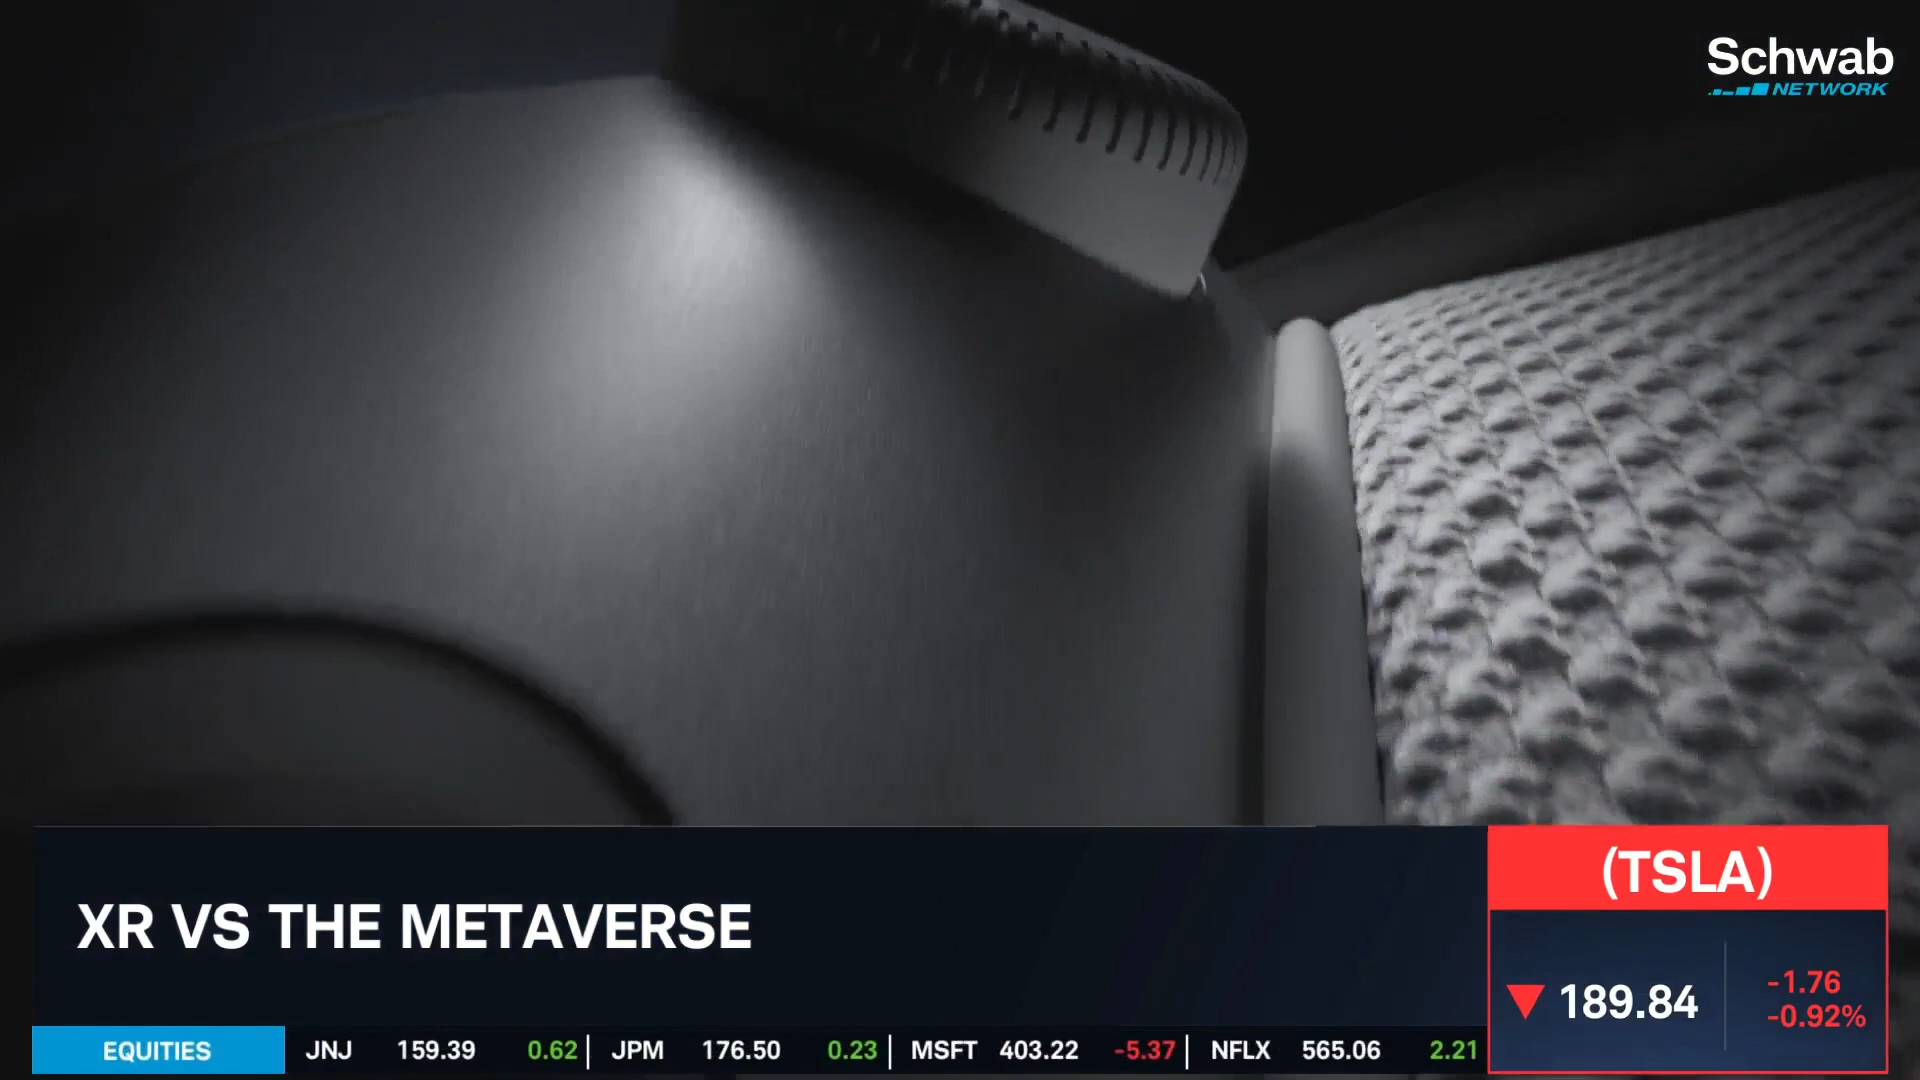 Schwab
NETWORK
XR VS THE METAVERSE
(TSLA)
189.84
-1.76
-0.92%
EQUITIES JNJ 159.39 0.62 JPM 176.50 0.23 MSFT 403.22 -5.37 NFLX 565.06 2.21